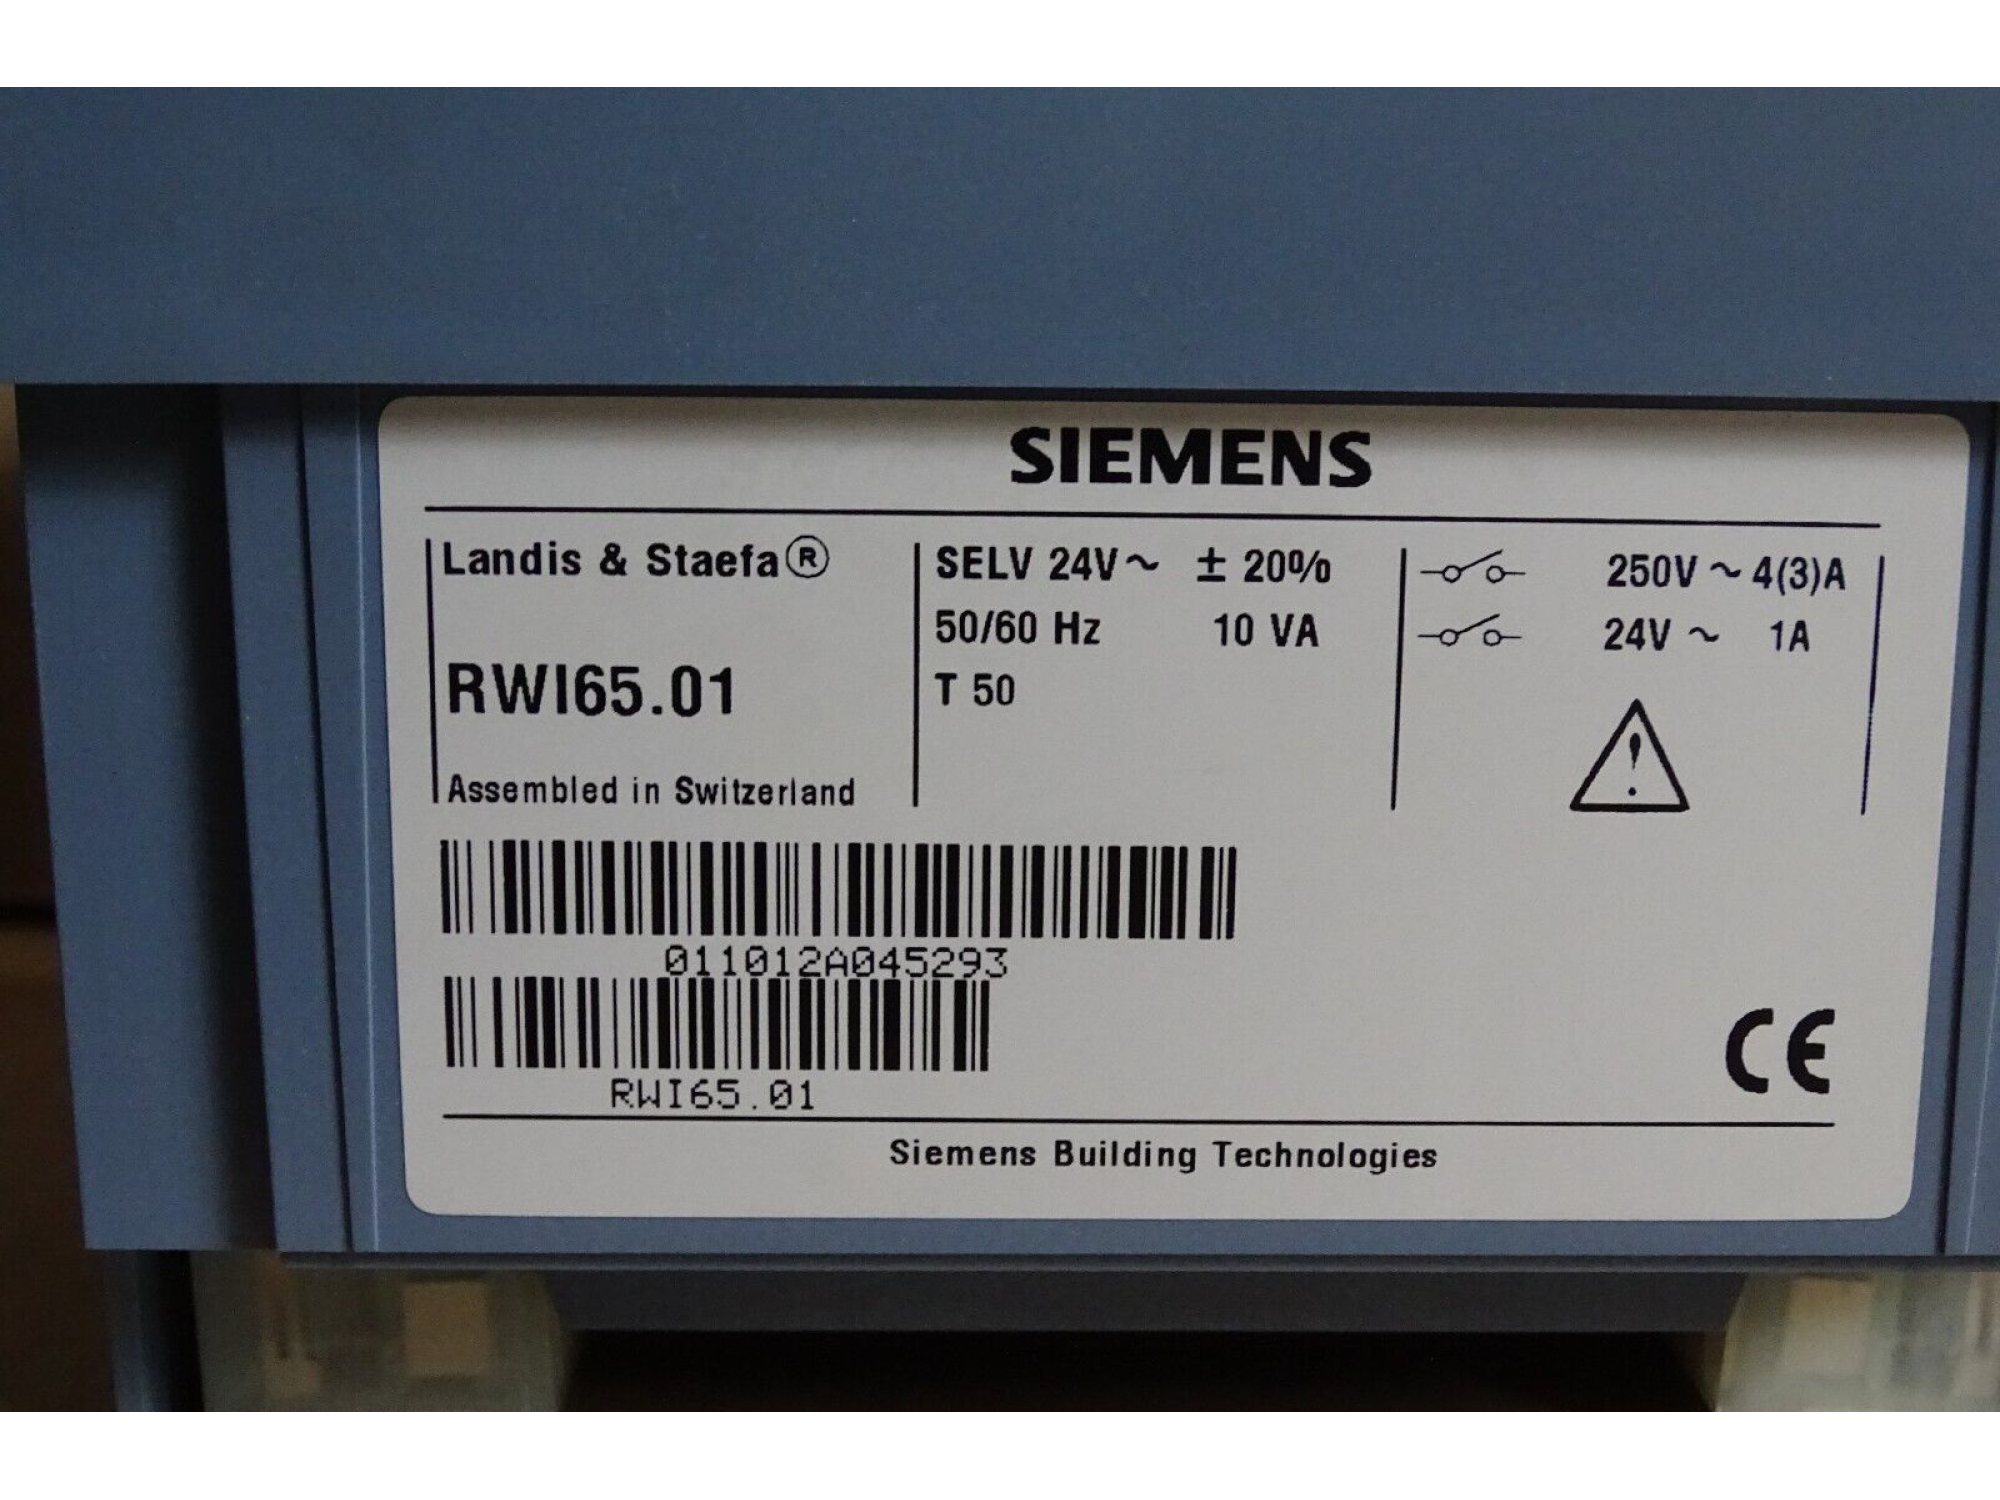 SIEMENS
Landis & Staefa®
RWI65.01
Assembled in Switzerland
SELV 24V~ ± 20%
50/60 Hz 10 VA
T 50
250V ~ 4(3)A
24V ~ 1A
!
011012A045293
RWI65.01
CE
Siemens Building Technologies